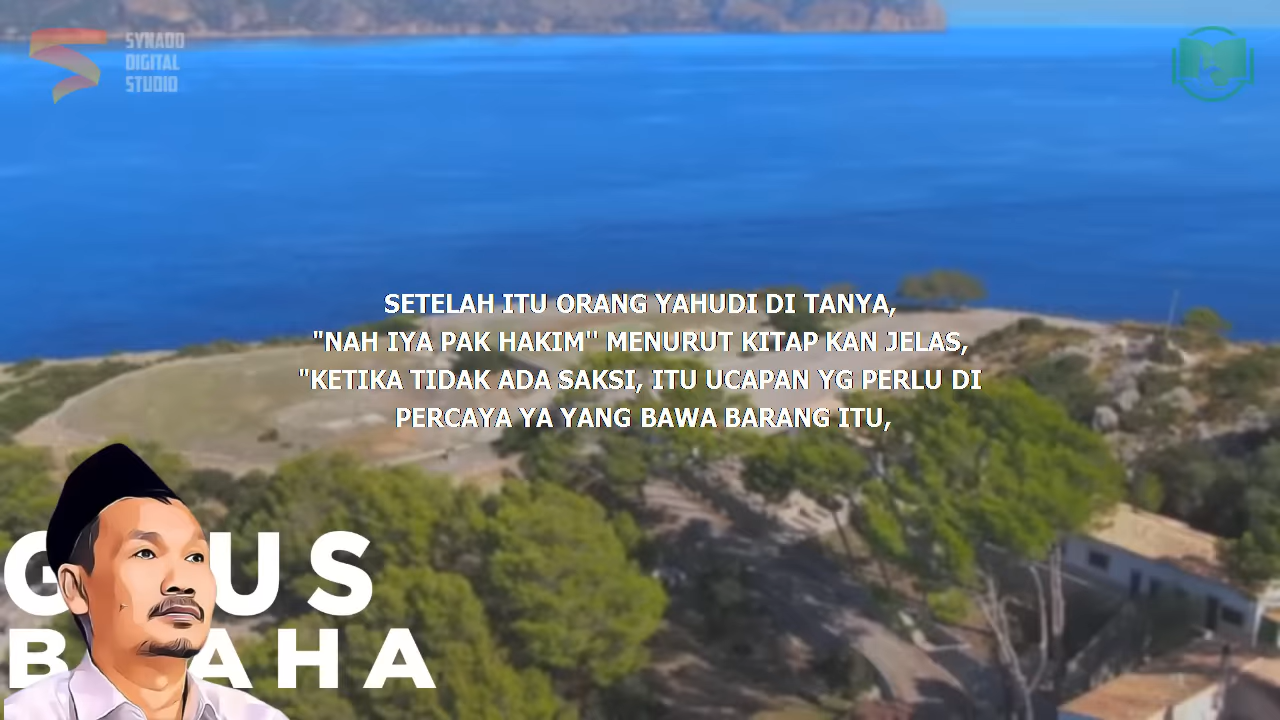 SYNADO
DIGITAL
STUDIO
SETELAH ITU ORANG YAHUDI DI TANYA,
"NAH IYA PAK HAKIM" MENURUT KITAP KAN JELAS,
"KETIKA TIDAK ADA SAKSI, ITU UCAPAN YG PERLU DI
PERCAYA YA YANG BAWA BARANG ITU,
GUS
BAHA